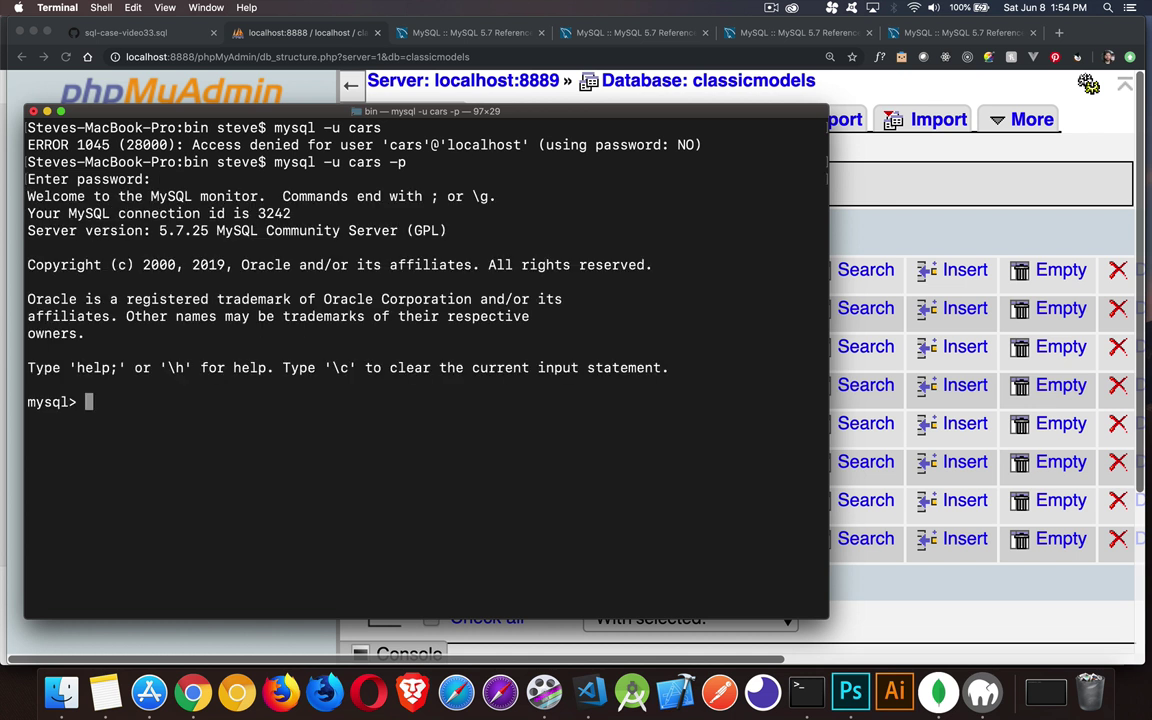 Terminal Shell Edit View Window Help 100% Sat Jun 8 1:54 PM
sql-case-video33.sql
localhost:8888 / localhost / cla
MySQL :: MySQL 5.7 Reference
MySQL :: MySQL 5.7 Reference
MySQL :: MySQL 5.7 Reference
MySQL :: MySQL 5.7 Reference
localhost:8888/phpMyAdmin/db_structure.php?server=1&db=classicmodels
phpMyAdmin
Server: localhost:8889 » Database: classicmodels
port Import More
bin — mysql -u cars -p — 97×29
Steves-MacBook-Pro:bin steve$ mysql -u cars
ERROR 1045 (28000): Access denied for user 'cars'@'localhost' (using password: NO)
Steves-MacBook-Pro:bin steve$ mysql -u cars -p
Enter password:
Welcome to the MySQL monitor.  Commands end with ; or \g.
Your MySQL connection id is 3242
Server version: 5.7.25 MySQL Community Server (GPL)
Copyright (c) 2000, 2019, Oracle and/or its affiliates. All rights reserved.
Oracle is a registered trademark of Oracle Corporation and/or its
affiliates. Other names may be trademarks of their respective
owners.
Type 'help;' or '\h' for help. Type '\c' to clear the current input statement.
mysql>
Search Insert Empty
Search Insert Empty
Search Insert Empty
Search Insert Empty
Search Insert Empty
Search Insert Empty
Search Insert Empty
Search Insert Empty
Check all With selected:
Console
Ps Ai